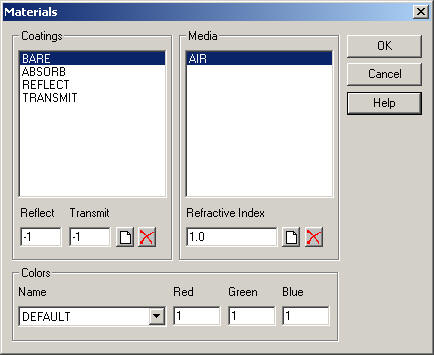 Materials
Coatings
BARE
ABSORB
REFLECT
TRANSMIT
Reflect Transmit
-1 -1
Media
AIR
Refractive Index
1.0
OK
Cancel
Help
Colors
Name Red Green Blue
DEFAULT 1 1 1